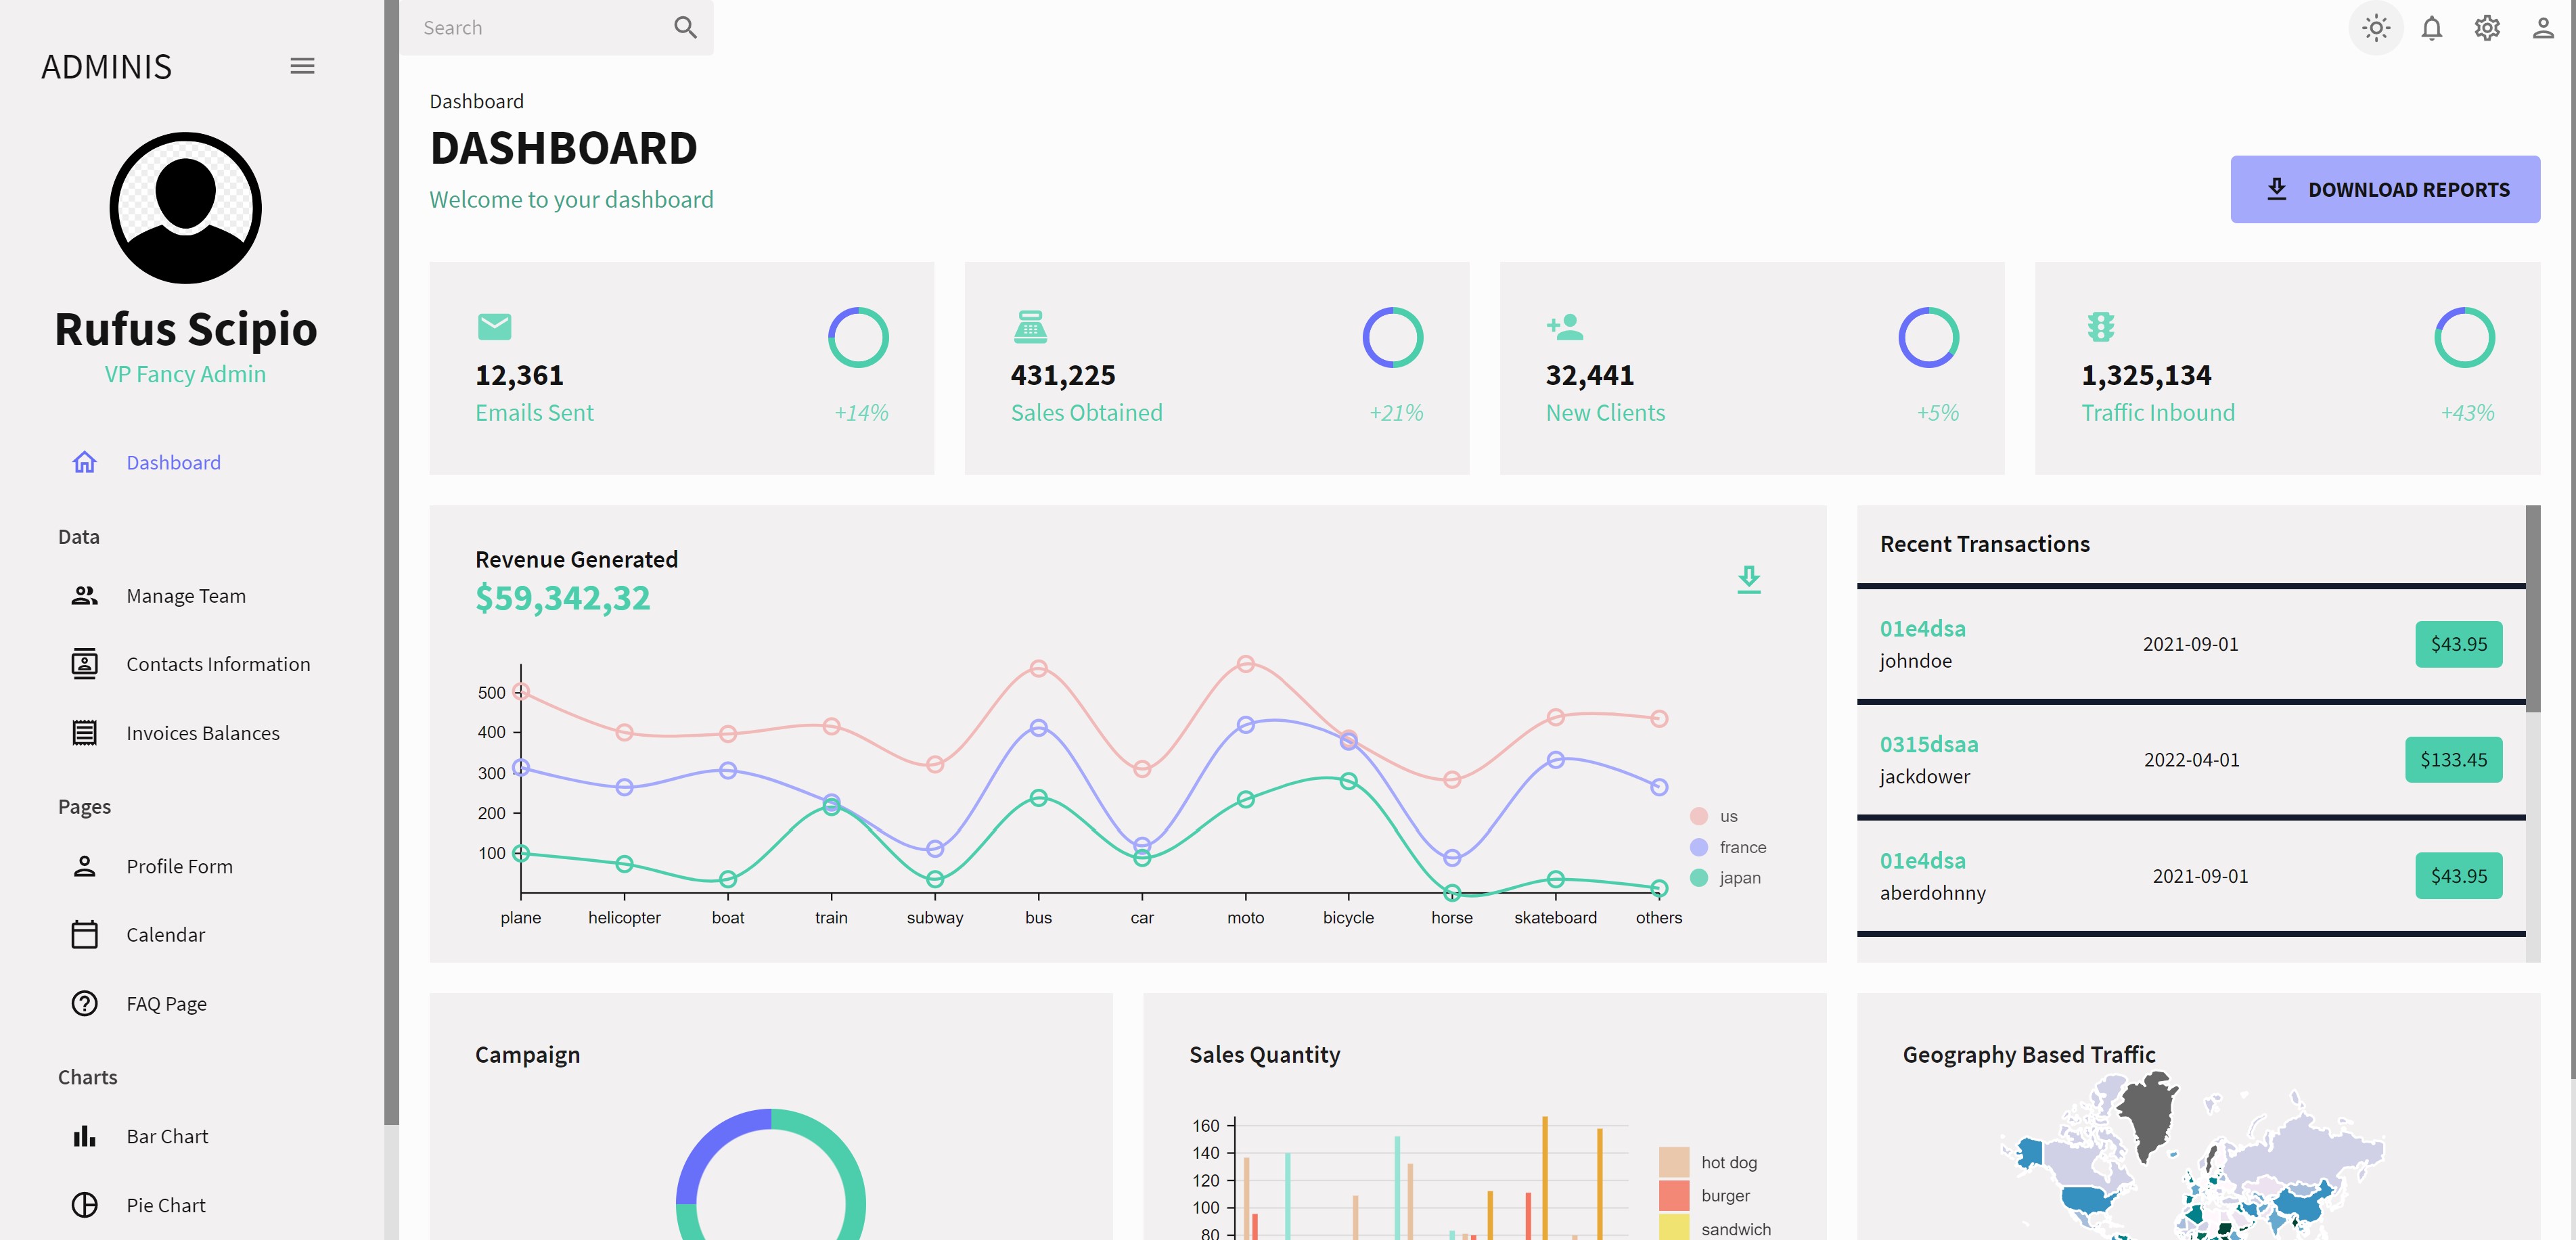 ADMINIS
Rufus Scipio
VP Fancy Admin
Dashboard
Data
Manage Team
Contacts Information
Invoices Balances
Pages
Profile Form
Calendar
FAQ Page
Charts
Bar Chart
Pie Chart
Search
Dashboard
DASHBOARD
Welcome to your dashboard
DOWNLOAD REPORTS
12,361
Emails Sent +14%
431,225
Sales Obtained +21%
32,441
New Clients +5%
1,325,134
Traffic Inbound +43%
Revenue Generated
$59,342,32
500
400
300
200
100
plane helicopter boat train subway bus car moto bicycle horse skateboard others
us
france
japan
Recent Transactions
01e4dsa
johndoe
2021-09-01
$43.95
0315dsaa
jackdower
2022-04-01
$133.45
01e4dsa
aberdohnny
2021-09-01
$43.95
Campaign
Sales Quantity
160
140
120
100
80
hot dog
burger
sandwich
Geography Based Traffic